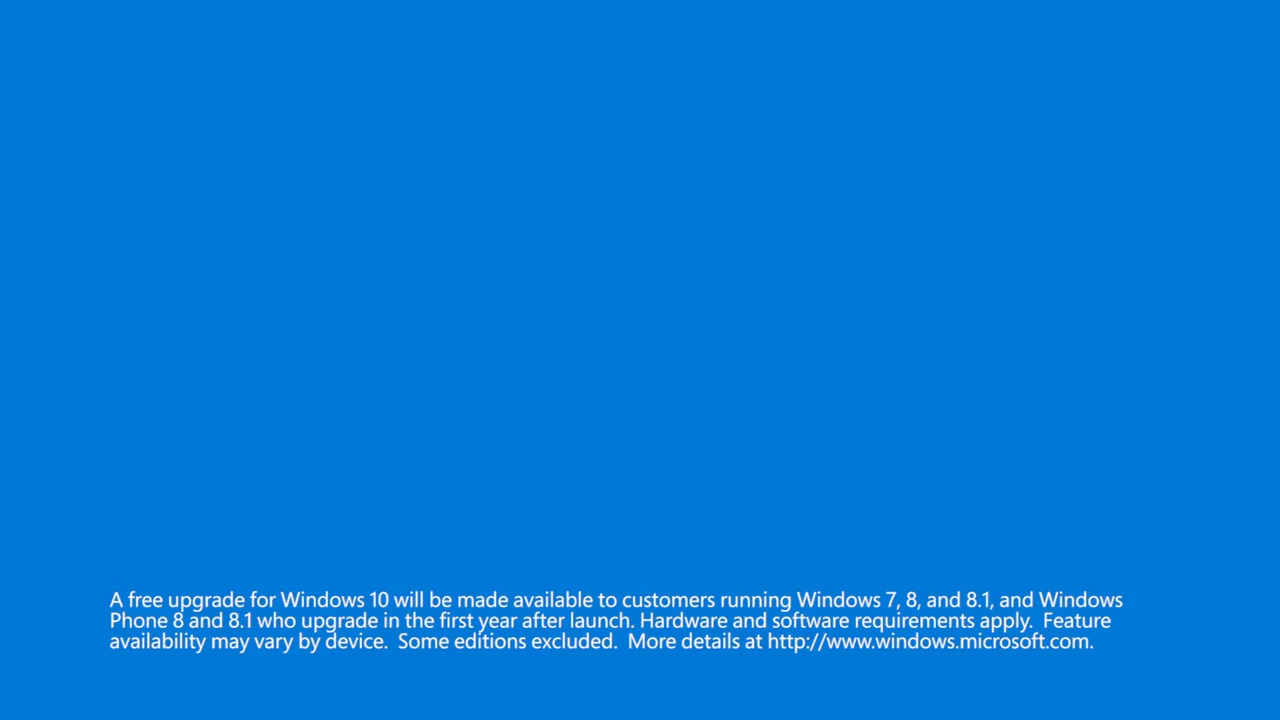 A free upgrade for Windows 10 will be made available to customers running Windows 7, 8, and 8.1, and Windows
Phone 8 and 8.1 who upgrade in the first year after launch. Hardware and software requirements apply.  Feature
availability may vary by device.  Some editions excluded.  More details at http://www.windows.microsoft.com.